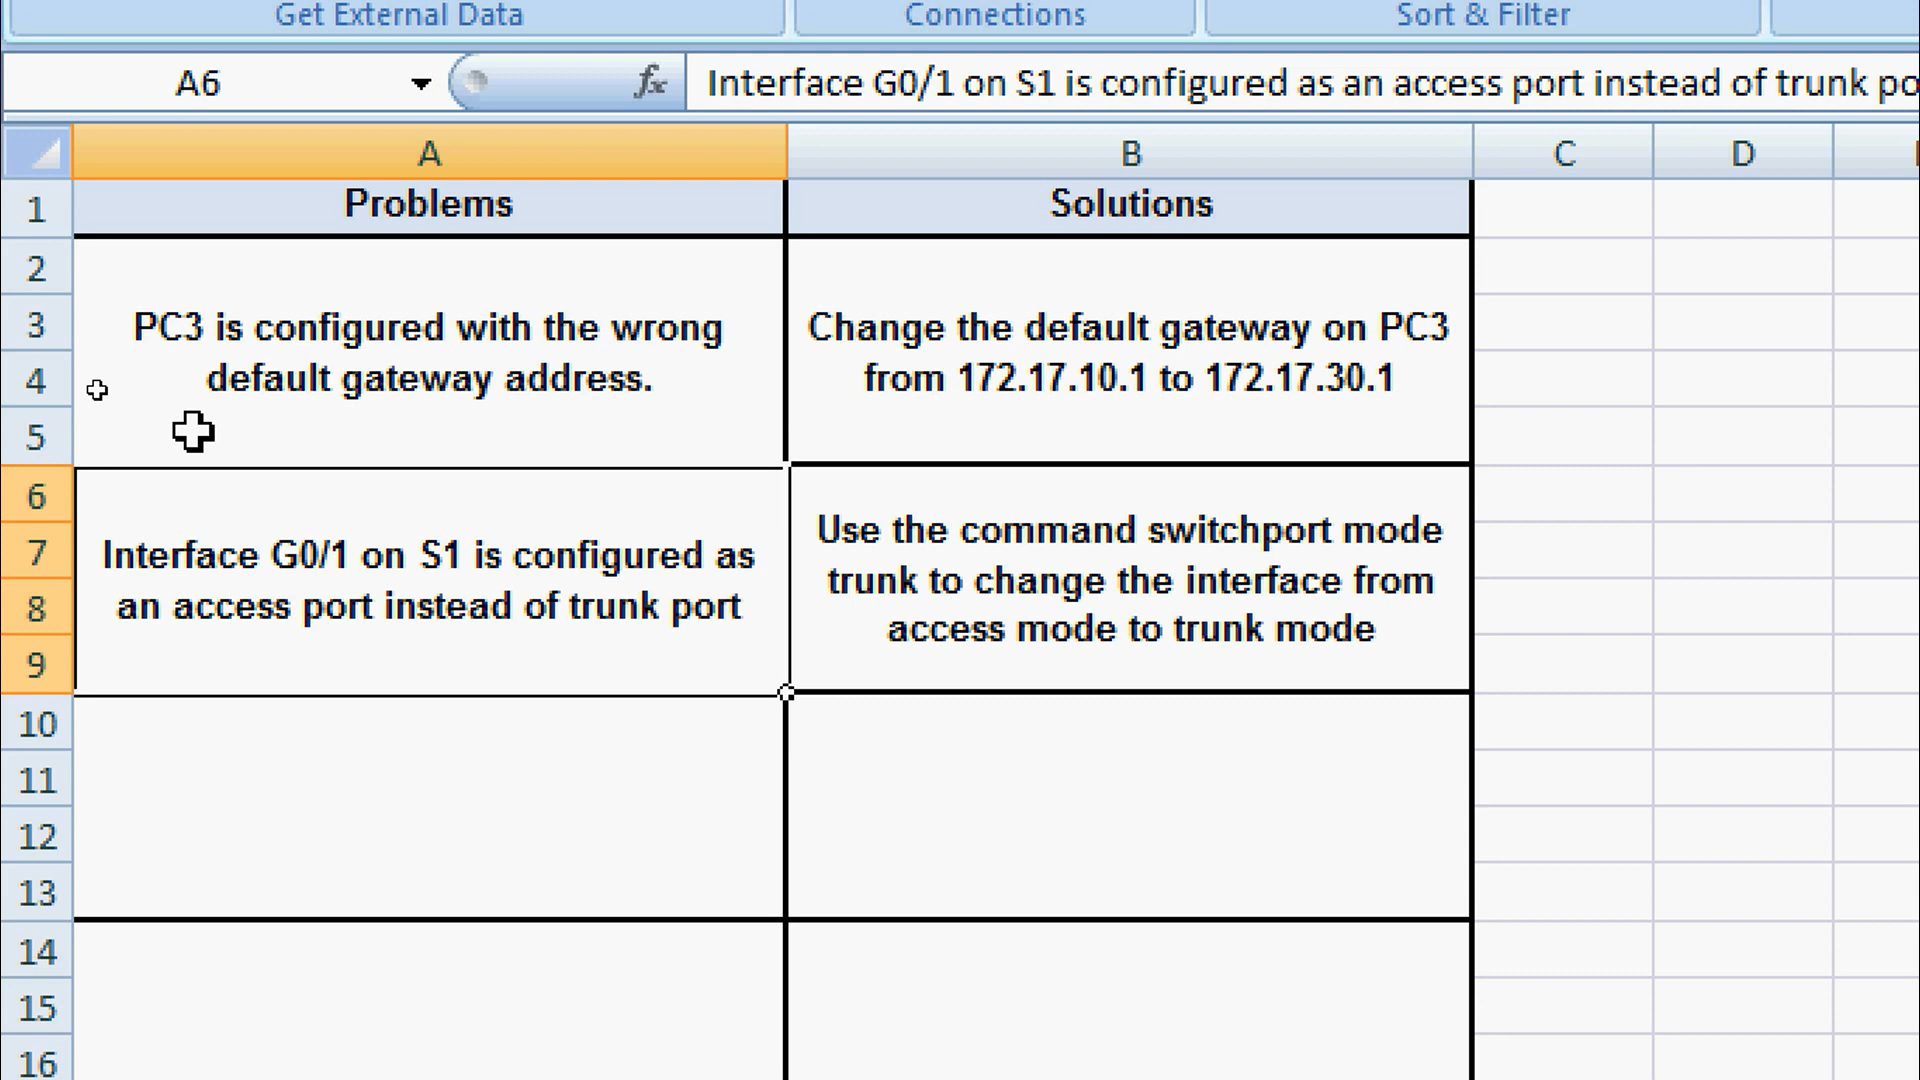 Get External Data Connections Sort & Filter
A6 fx Interface G0/1 on S1 is configured as an access port instead of trunk po
A B C D
1 Problems Solutions
2
3 PC3 is configured with the wrong Change the default gateway on PC3
4 default gateway address. from 172.17.10.1 to 172.17.30.1
5
6 Use the command switchport mode
7 Interface G0/1 on S1 is configured as trunk to change the interface from
8 an access port instead of trunk port access mode to trunk mode
9
10
11
12
13
14
15
16